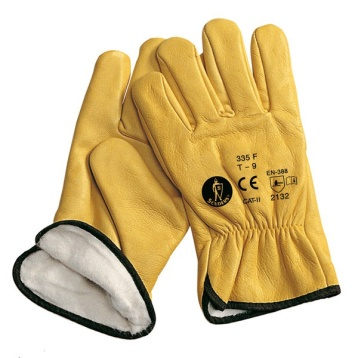 335 F
T - 9
CE
EN-388
CAT-II
2132